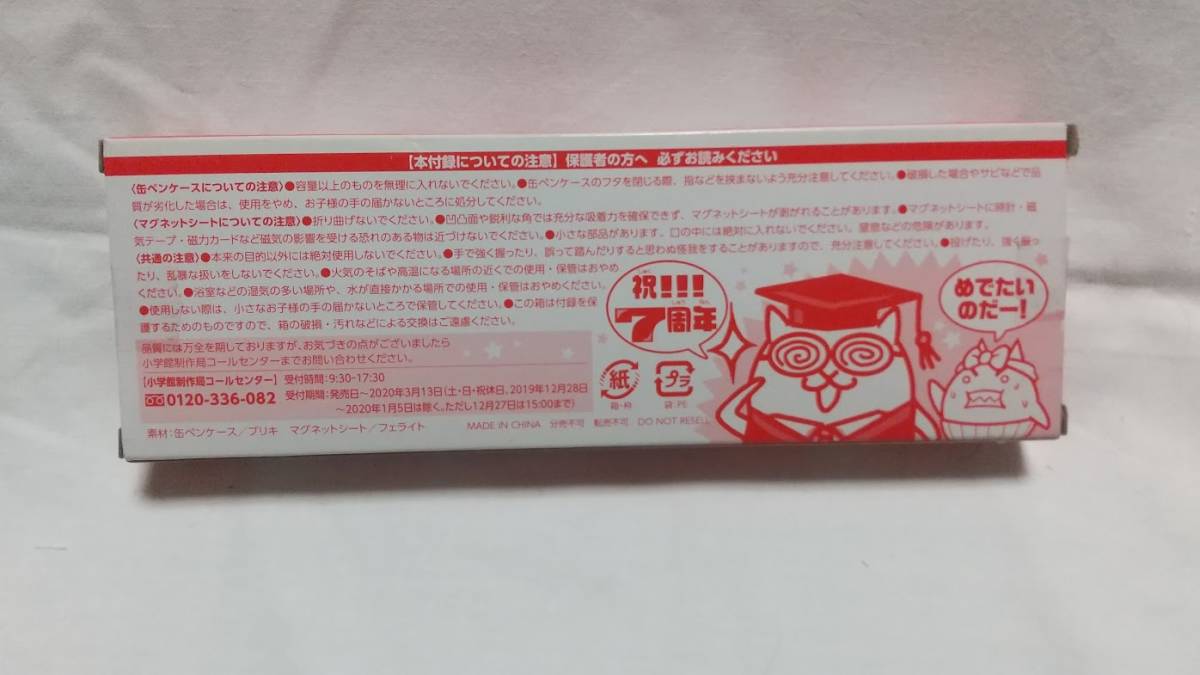 【本付録についての注意】保護者の方へ 必ずお読みください
〈缶ペンケースについての注意〉●容量以上のものを無理に入れないでください。●缶ペンケースのフタを閉じる際、指などを挟まないよう充分注意してください。●破損した場合やサビなどで品
質が劣化した場合は、使用をやめ、お子様の手の届かないところに処分してください。
〈マグネットシートについての注意〉●折り曲げないでください。●凹凸面や鋭利な角では充分な吸着力を確保できず、マグネットシートが剥がれることがあります。●マグネットシートに時計・磁
気テープ・磁力カードなど磁気の影響を受ける恐れのある物は近づけないでください。●小さな部品があります。口の中には絶対に入れないでください。窒息などの危険があります。
〈共通の注意〉●本来の目的以外には絶対使用しないでください。●手で強く握ったり、誤って踏んだりすると思わぬ怪我をすることがありますので、充分注意してください。●投げたり、強く振っ
たり、乱暴な扱いをしないでください。●火気のそばや高温になる場所の近くでの使用・保管はおやめ
ください。●浴室などの湿気の多い場所や、水が直接かかる場所での使用・保管はおやめください。
●使用しない際は、小さなお子様の手の届かないところで保管してください。●この箱は付録を保
護するためのものですので、箱の破損・汚れなどによる交換はご遠慮ください。
品質には万全を期しておりますが、お気づきの点がございましたら
小学館制作局コールセンターまでお問い合わせください。
【小学館制作局コールセンター】 受付時間:9:30-17:30
0120-336-082 受付期間:発売日〜2020年3月13日(土・日・祝休日、2019年12月28日
〜2020年1月5日は除く。ただし12月27日は15:00まで)
素材:缶ペンケース/ブリキ マグネットシート/フェライト
MADE IN CHINA 分売不可 転売不可 DO NOT RESELL
しゅく
祝!!!
しゅう ねん
7周年
紙
箱・枠
プラ
袋:PE
めでたい
のだー!